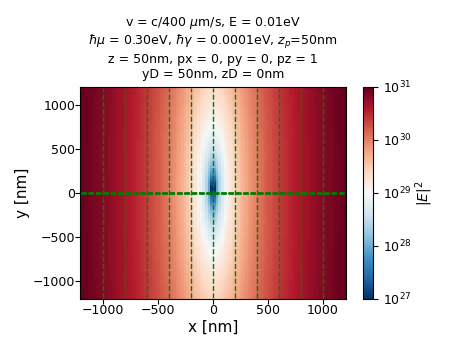 v = c/400 μm/s, E = 0.01eV
ℏμ = 0.30eV, ℏγ = 0.0001eV, z_p=50nm
z = 50nm, px = 0, py = 0, pz = 1
yD = 50nm, zD = 0nm
1000
500
0
−500
−1000
y [nm]
−1000 −500 0 500 1000
x [nm]
10^31
10^30
10^29
10^28
10^27
|E|^2